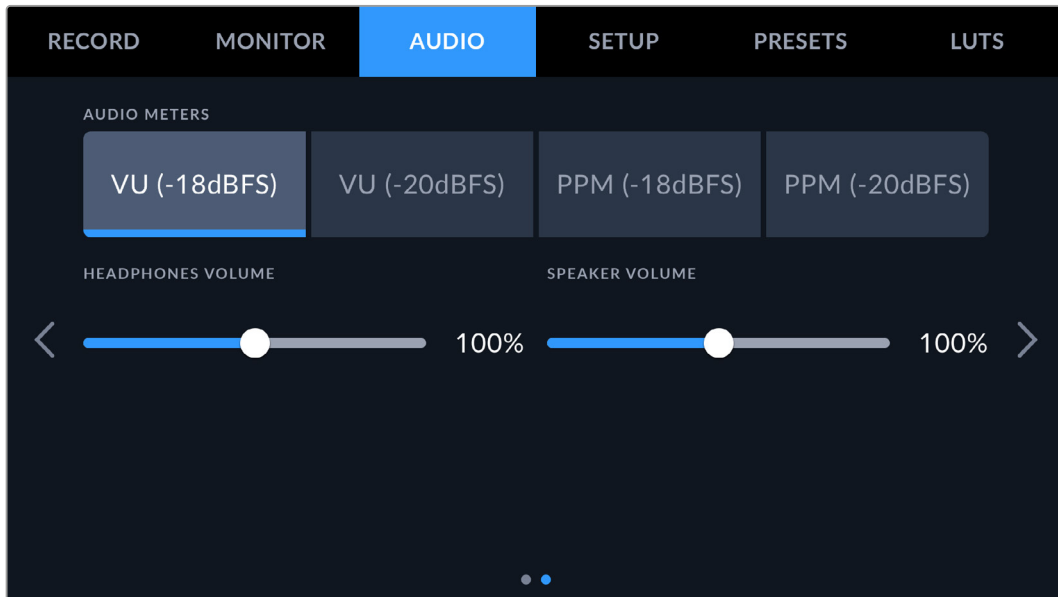 RECORD MONITOR AUDIO SETUP PRESETS LUTS
AUDIO METERS
VU (-18dBFS) VU (-20dBFS) PPM (-18dBFS) PPM (-20dBFS)
HEADPHONES VOLUME SPEAKER VOLUME
100% 100%